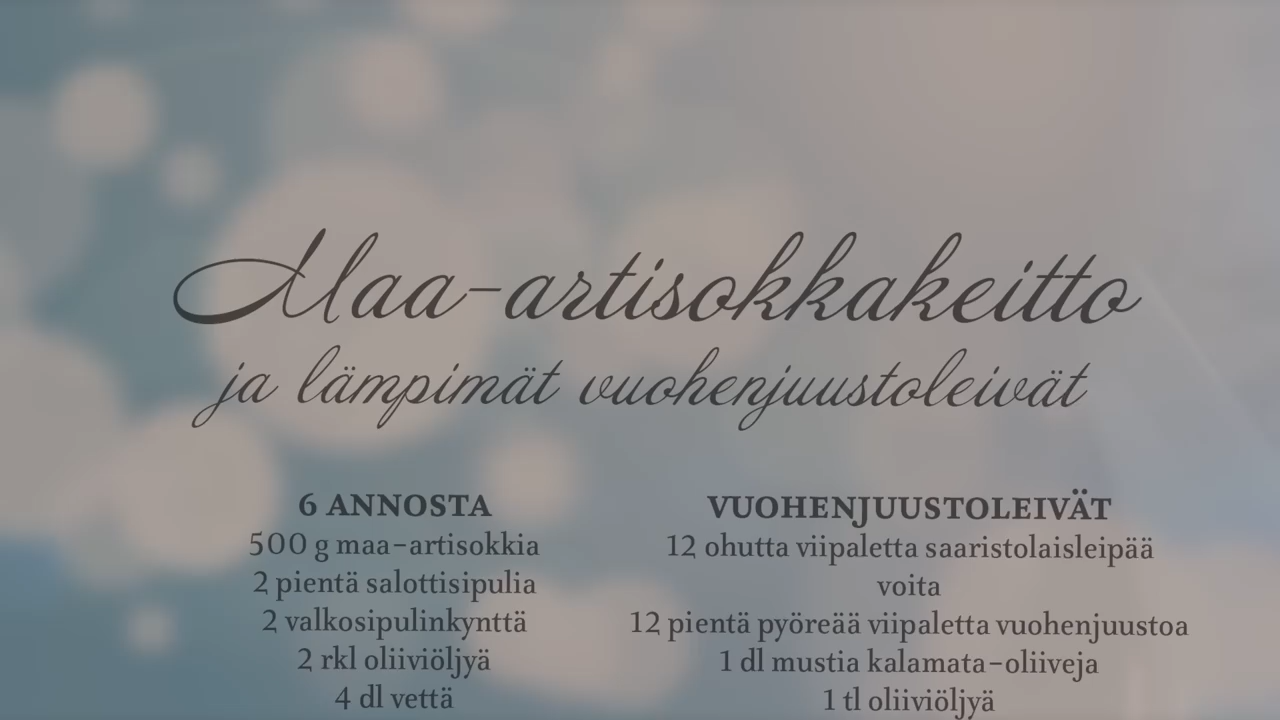 Maa-artisokkakeitto
ja lämpimät vuohenjuustoleivät
6 ANNOSTA
500 g maa-artisokkia
2 pientä salottisipulia
2 valkosipulinkynttä
2 rkl oliiviöljyä
4 dl vettä
VUOHENJUUSTOLEIVÄT
12 ohutta viipaletta saaristolaisleipää
voita
12 pientä pyöreää viipaletta vuohenjuustoa
1 dl mustia kalamata-oliiveja
1 tl oliiviöljyä